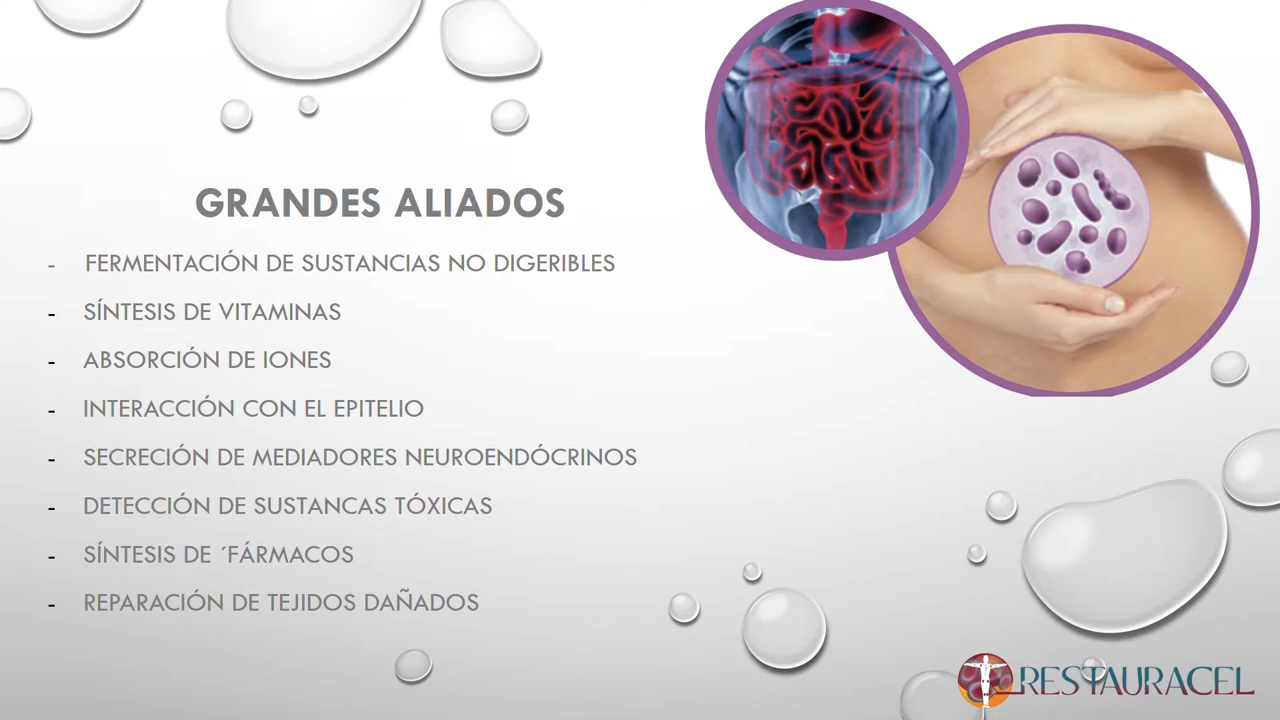 GRANDES ALIADOS
- FERMENTACIÓN DE SUSTANCIAS NO DIGERIBLES
- SÍNTESIS DE VITAMINAS
- ABSORCIÓN DE IONES
- INTERACCIÓN CON EL EPITELIO
- SECRECIÓN DE MEDIADORES NEUROENDÓCRINOS
- DETECCIÓN DE SUSTANCAS TÓXICAS
- SÍNTESIS DE ´FÁRMACOS
- REPARACIÓN DE TEJIDOS DAÑADOS
RESTAURACEL